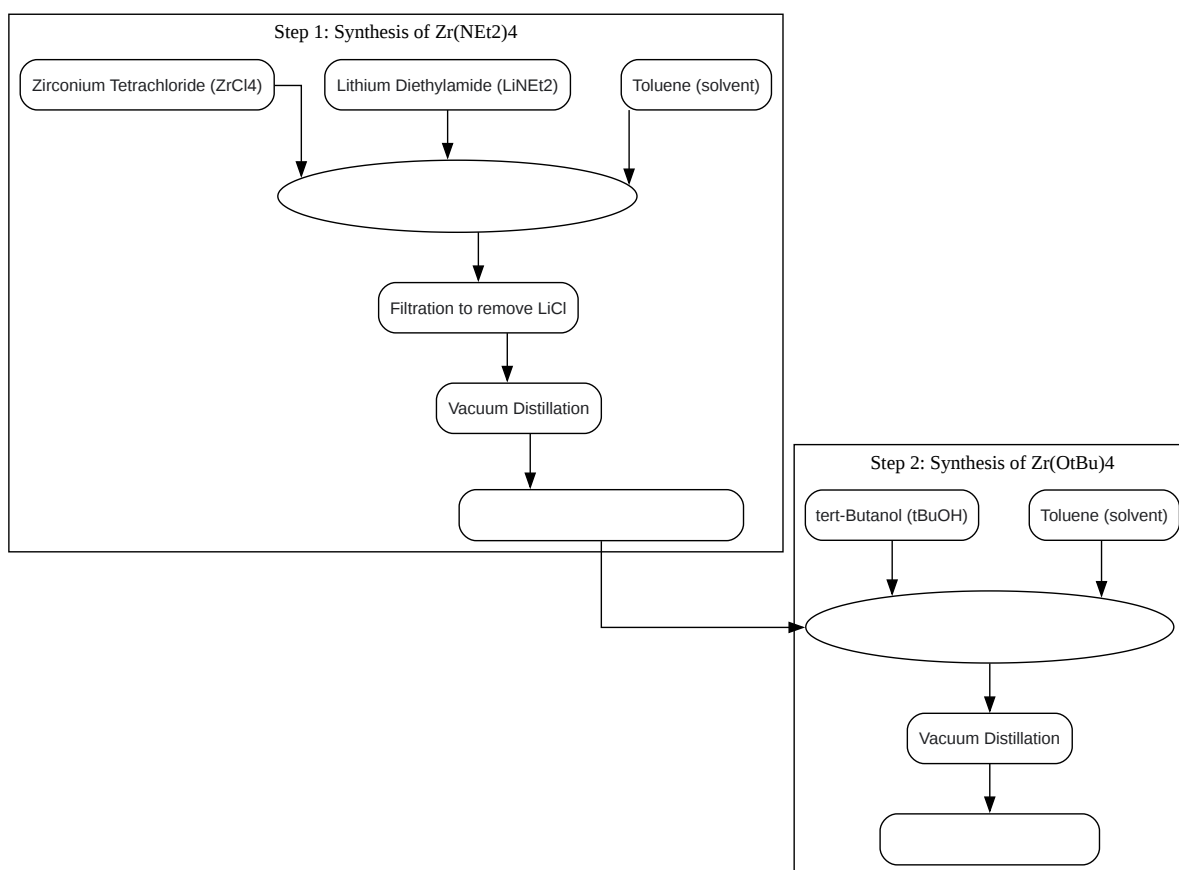 Step 1: Synthesis of Zr(NEt2)4
Zirconium Tetrachloride (ZrCl4)
Lithium Diethylamide (LiNEt2)
Toluene (solvent)
Filtration to remove LiCl
Vacuum Distillation
Step 2: Synthesis of Zr(OtBu)4
tert-Butanol (tBuOH)
Toluene (solvent)
Vacuum Distillation